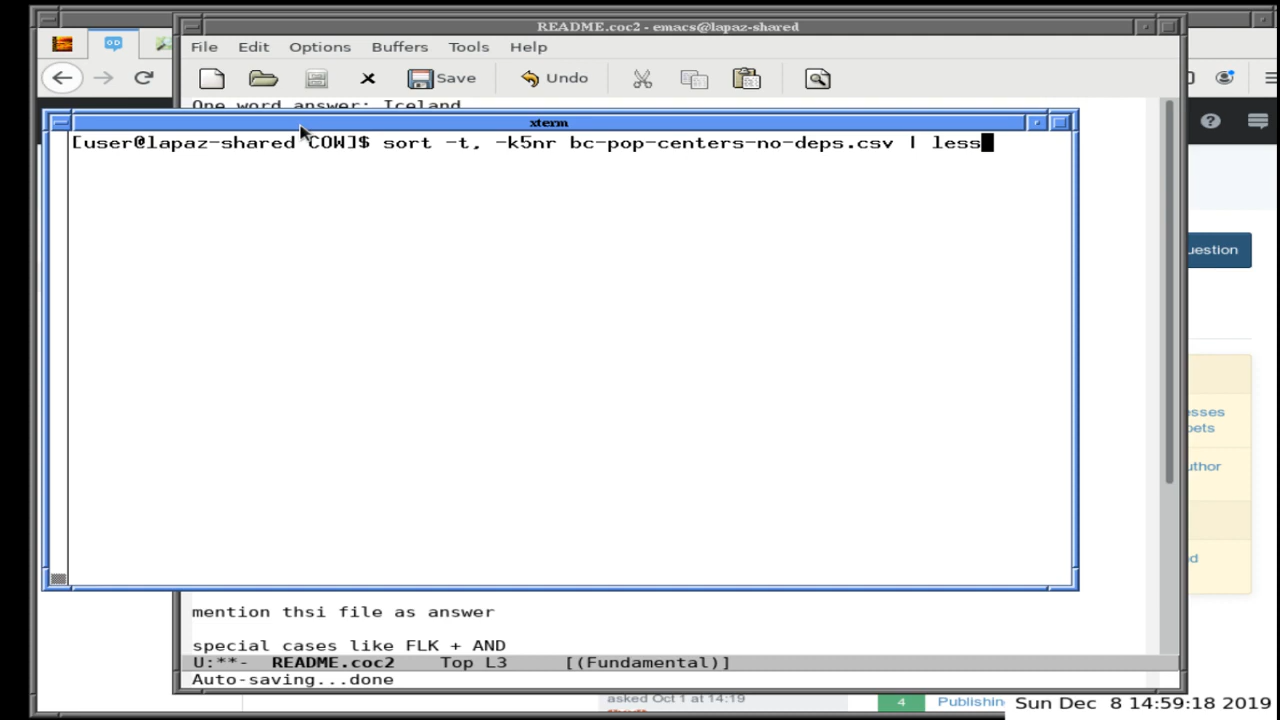 README.coc2 - emacs@lapaz-shared
File Edit Options Buffers Tools Help
Save Undo
One word answer: Iceland
xterm
[user@lapaz-shared COW]$ sort -t, -k5nr bc-pop-centers-no-deps.csv | less
uestion
sses
pets
uthor
d
mention thsi file as answer
special cases like FLK + AND
U:**- README.coc2 Top L3 [(Fundamental)]
Auto-saving...done
asked Oct 1 at 14:19
4 Publishin
Sun Dec 8 14:59:18 2019